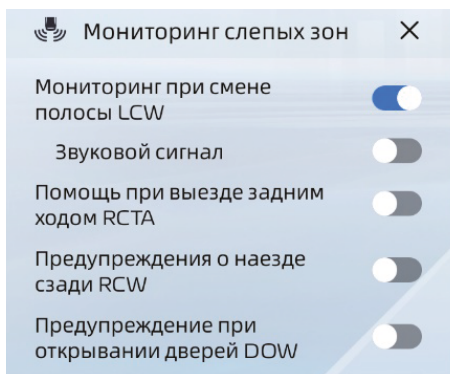 Мониторинг слепых зон
Мониторинг при смене
полосы LCW
Звуковой сигнал
Помощь при выезде задним
ходом RCTA
Предупреждения о наезде
сзади RCW
Предупреждение при
открывании дверей DOW